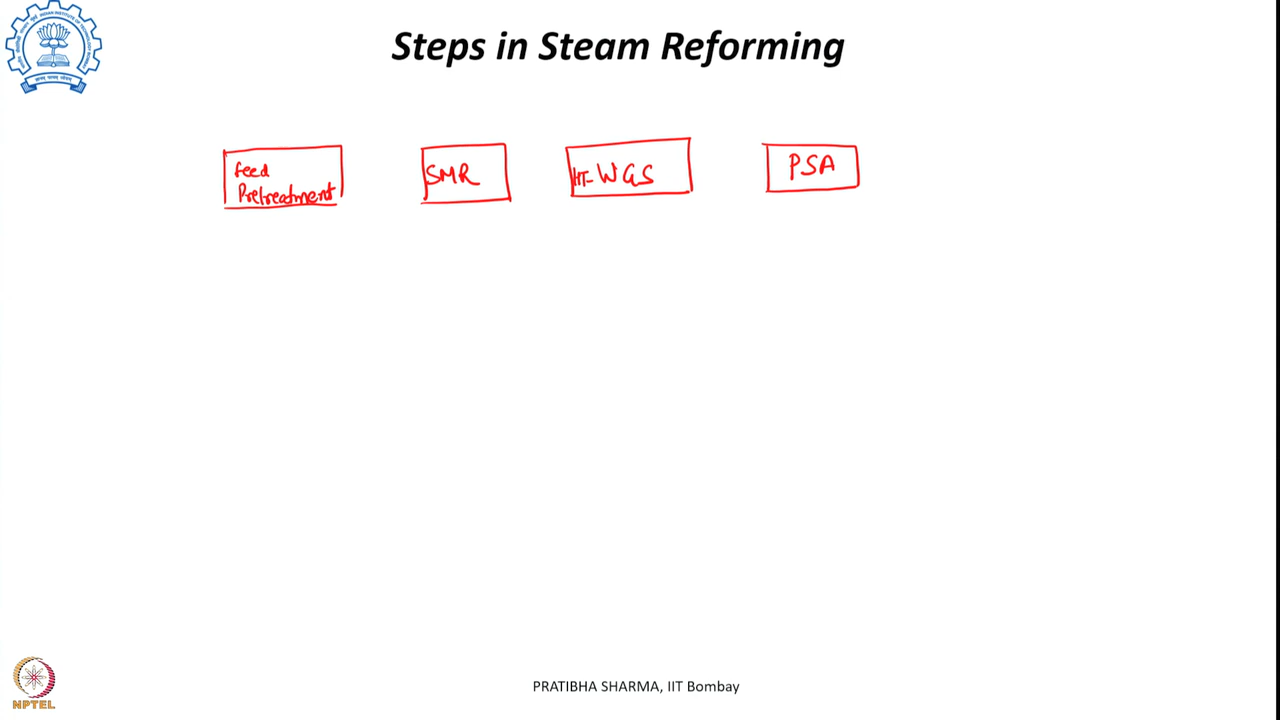 Steps in Steam Reforming
Feed
Pretreatment
SMR
HT-WGS
PSA
PRATIBHA SHARMA, IIT Bombay
NPTEL